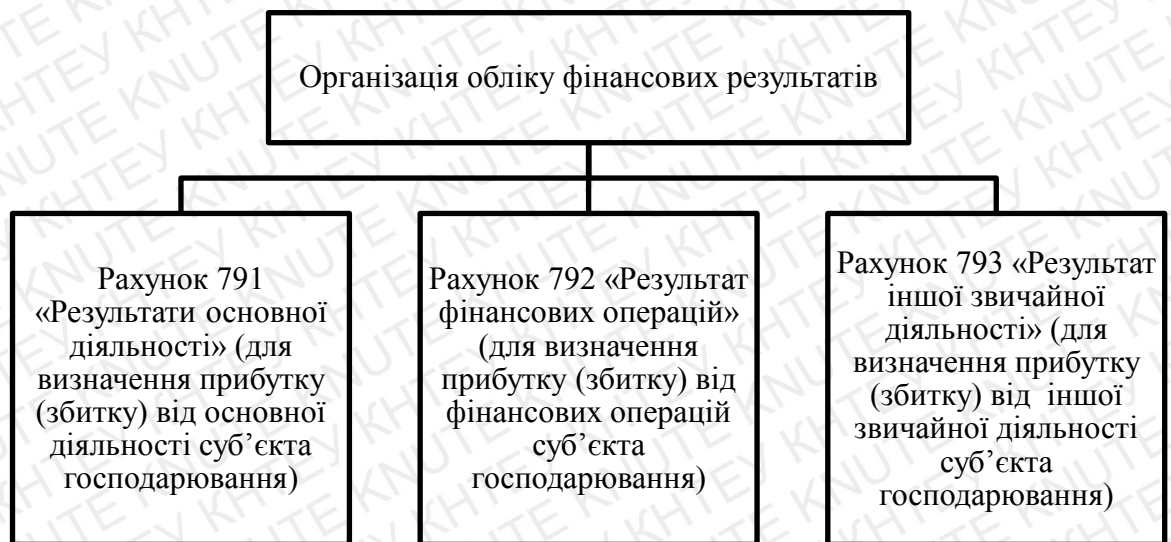 Організація обліку фінансових результатів
Рахунок 791
«Результати основної
діяльності» (для
визначення прибутку
(збитку) від основної
діяльності суб’єкта
господарювання)
Рахунок 792 «Результат
фінансових операцій»
(для визначення
прибутку (збитку) від
фінансових операцій
суб’єкта
господарювання)
Рахунок 793 «Результат
іншої звичайної
діяльності» (для
визначення прибутку
(збитку) від іншої
звичайної діяльності
суб’єкта
господарювання)